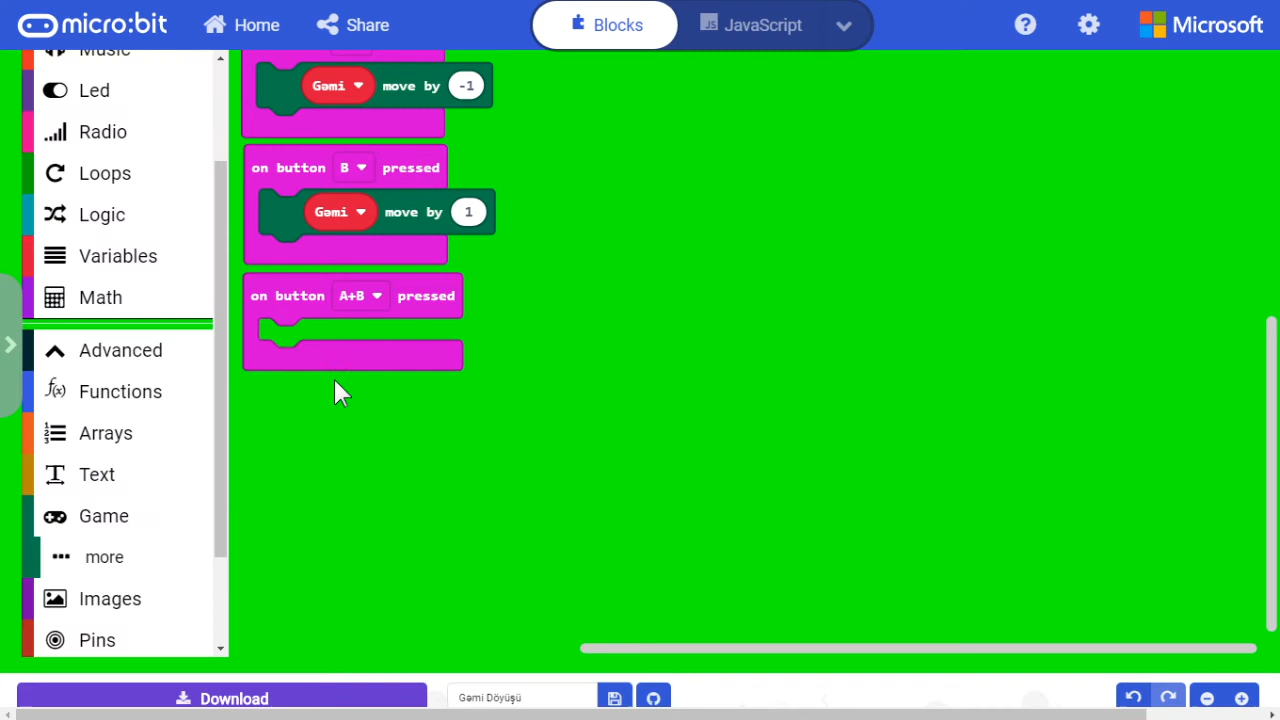 micro:bit Home Share Blocks JavaScript Microsoft
Music
Led
Radio
Loops
Logic
Variables
Math
Advanced
Functions
Arrays
Text
Game
more
Images
Pins
Gəmi move by -1
on button B pressed
Gəmi move by 1
on button A+B pressed
Download
Gəmi Döyüşü